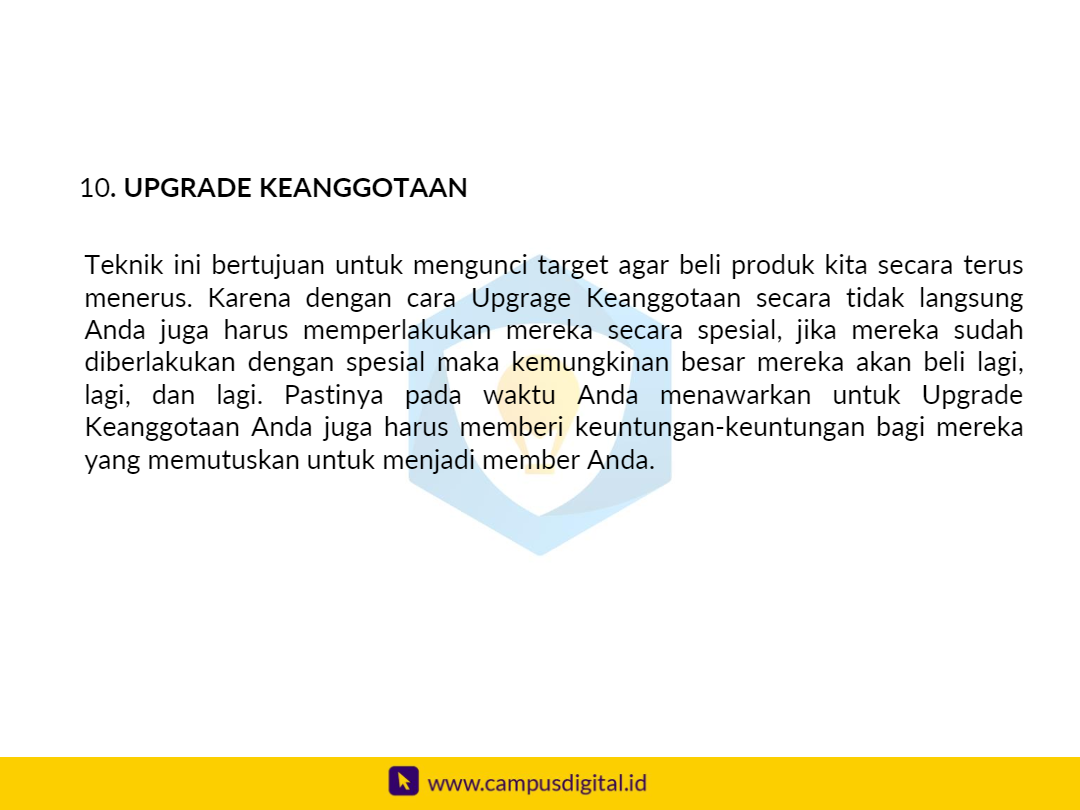 10. UPGRADE KEANGGOTAAN
Teknik ini bertujuan untuk mengunci target agar beli produk kita secara terus
menerus. Karena dengan cara Upgrage Keanggotaan secara tidak langsung
Anda juga harus memperlakukan mereka secara spesial, jika mereka sudah
diberlakukan dengan spesial maka kemungkinan besar mereka akan beli lagi,
lagi, dan lagi. Pastinya pada waktu Anda menawarkan untuk Upgrade
Keanggotaan Anda juga harus memberi keuntungan-keuntungan bagi mereka
yang memutuskan untuk menjadi member Anda.
www.campusdigital.id